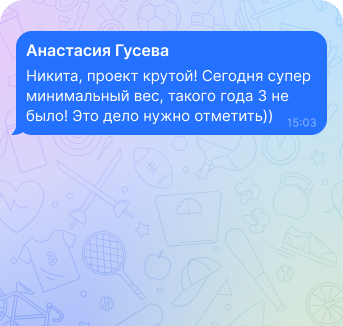 Анастасия Гусева
Никита, проект крутой! Сегодня супер
минимальный вес, такого года 3 не
было! Это дело нужно отметить))
15:03